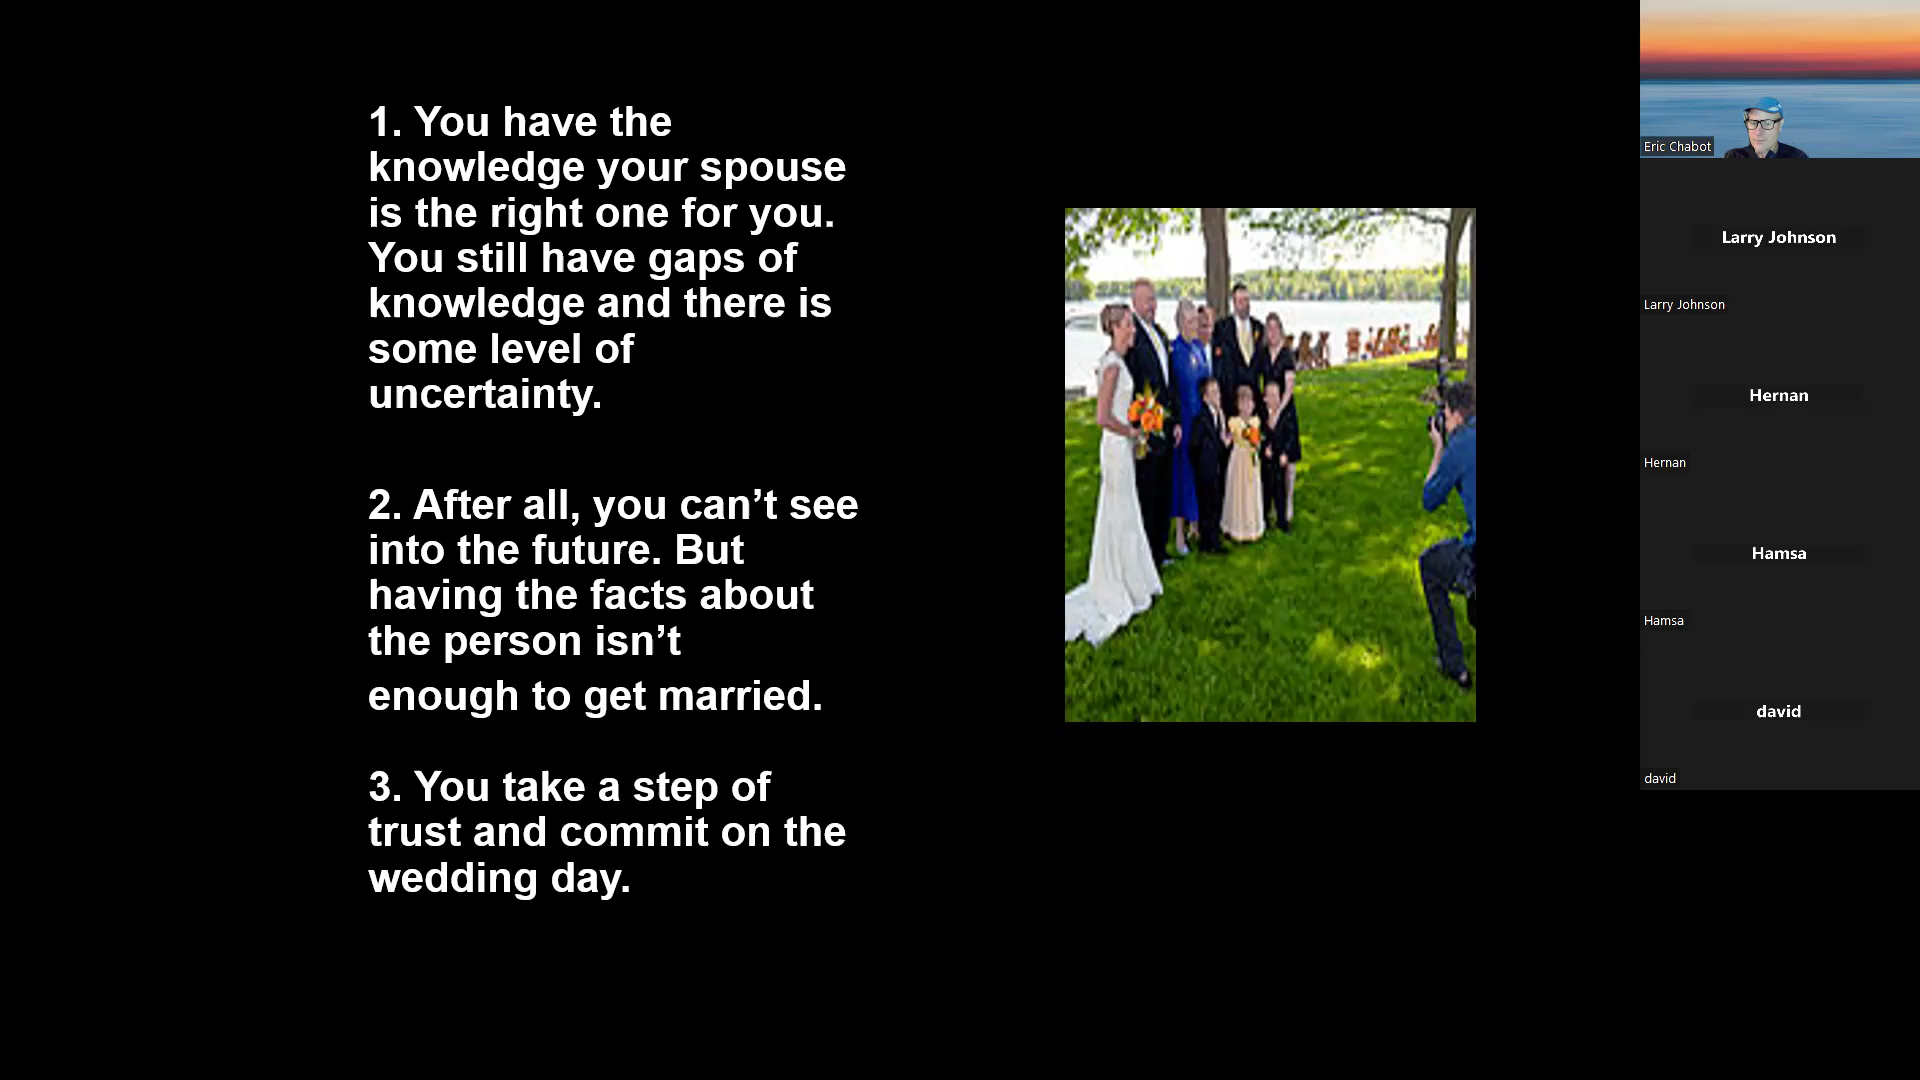 1. You have the
knowledge your spouse
is the right one for you.
You still have gaps of
knowledge and there is
some level of
uncertainty.
2. After all, you can’t see
into the future. But
having the facts about
the person isn’t
enough to get married.
3. You take a step of
trust and commit on the
wedding day.
Eric Chabot
Larry Johnson
Larry Johnson
Hernan
Hernan
Hamsa
Hamsa
david
david